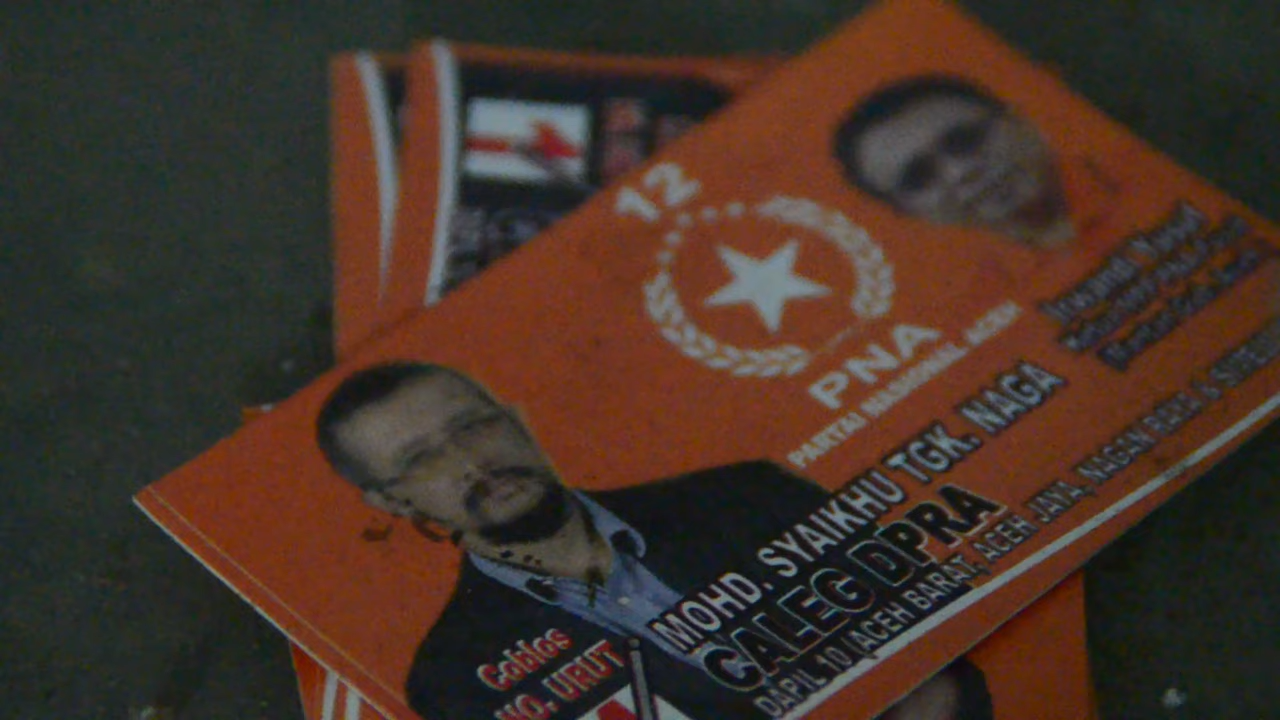 12
PNA
PARTAI NASIONAL ACEH
MOHD. SYAIKHU TGK. NAGA
CALEG DPRA
DAPIL 10 (ACEH BARAT, ACEH JAYA, NAGAN RAYA &
Coblos
NO. URUT